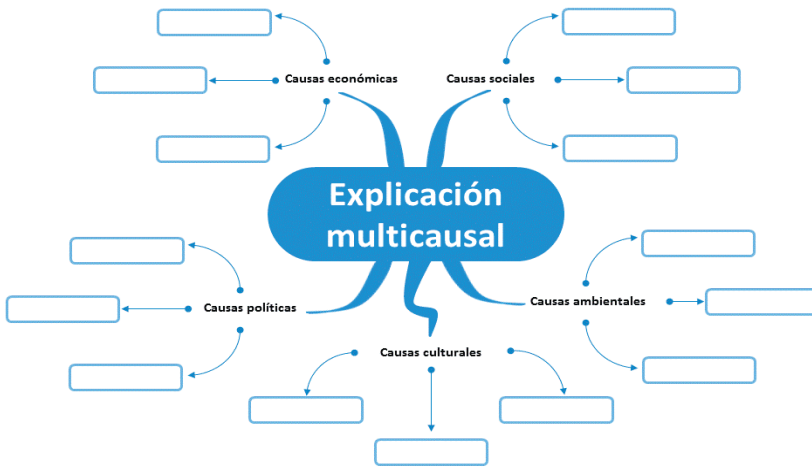 Causas económicas
Causas sociales
Explicación
multicausal
Causas políticas
Causas ambientales
Causas culturales